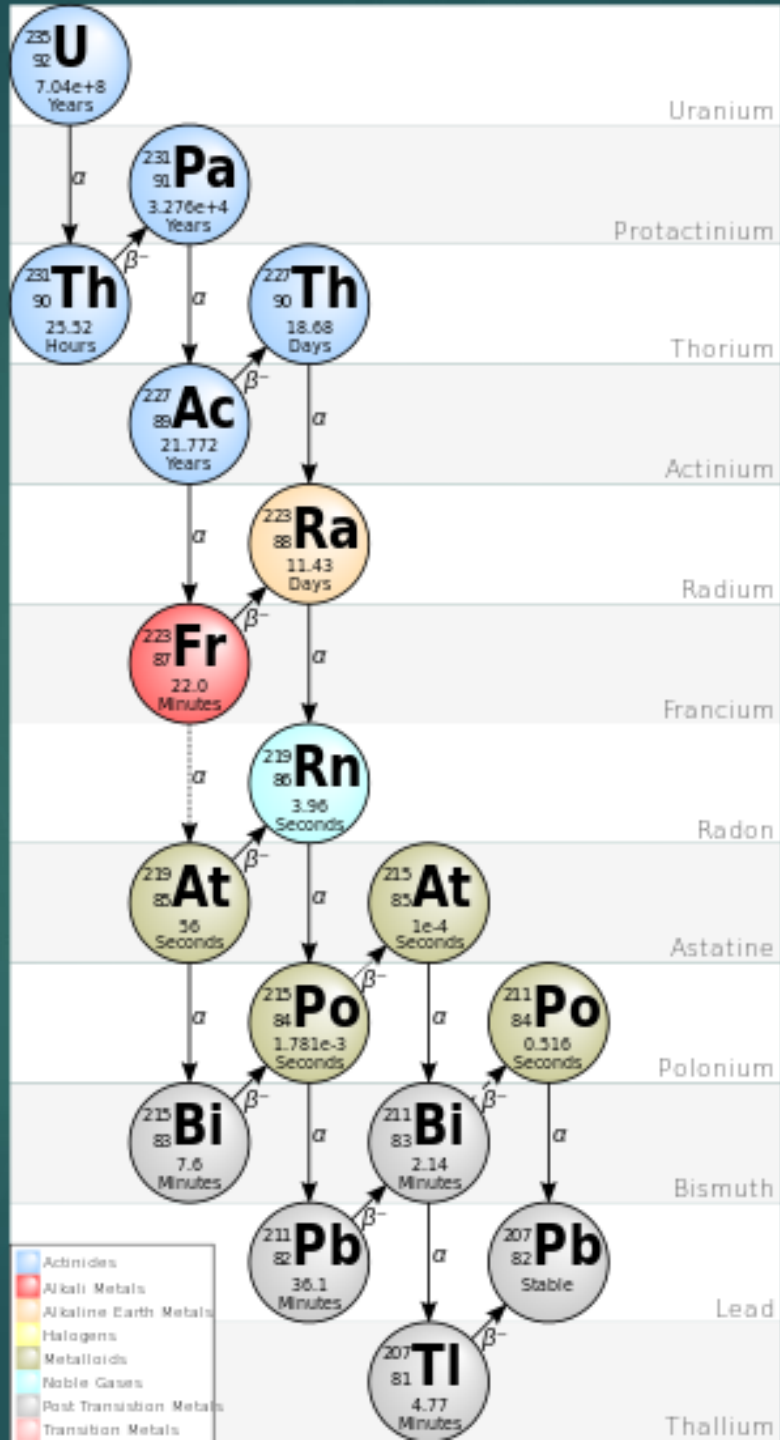 235
92
U
7.04e+8
Years
Uranium
α
231
91
Pa
3.276e+4
Years
Protactinium
β−
231
90
Th
25.52
Hours
α
227
90
Th
18.68
Days
Thorium
β−
227
89
Ac
21.772
Years
α
Actinium
α
223
88
Ra
11.43
Days
Radium
β−
223
87
Fr
22.0
Minutes
α
Francium
α
219
86
Rn
3.96
Seconds
Radon
β−
219
85
At
56
Seconds
α
215
85
At
1e-4
Seconds
Astatine
β−
α
215
84
Po
1.781e-3
Seconds
α
211
84
Po
0.516
Seconds
Polonium
β−
β−
215
83
Bi
7.6
Minutes
α
211
83
Bi
2.14
Minutes
α
Bismuth
β−
211
82
Pb
36.1
Minutes
α
207
82
Pb
Stable
Lead
β−
207
81
Tl
4.77
Minutes
Thallium
Actinides
Alkali Metals
Alkaline Earth Metals
Halogens
Metalloids
Noble Gases
Post Transistion Metals
Transition Metals